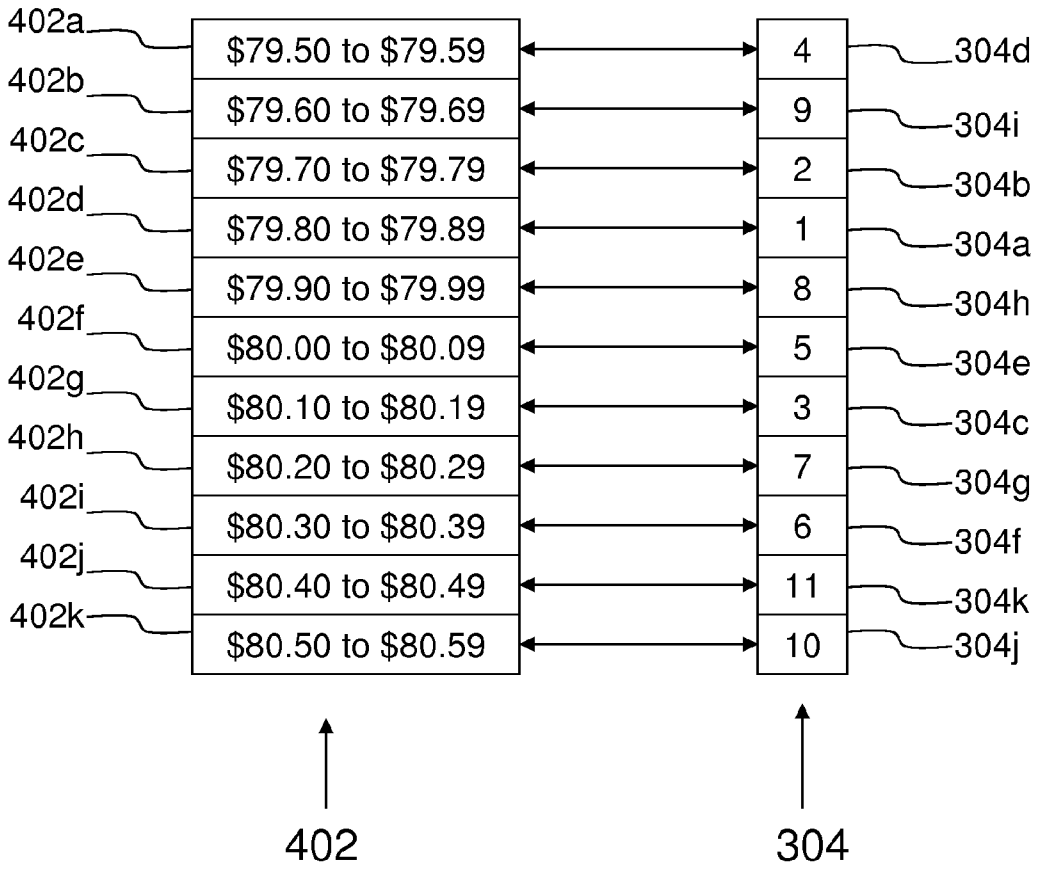 402a $79.50 to $79.59 4 304d
402b $79.60 to $79.69 9 304i
402c $79.70 to $79.79 2 304b
402d $79.80 to $79.89 1 304a
402e $79.90 to $79.99 8 304h
402f $80.00 to $80.09 5 304e
402g $80.10 to $80.19 3 304c
402h $80.20 to $80.29 7 304g
402i $80.30 to $80.39 6 304f
402j $80.40 to $80.49 11 304k
402k $80.50 to $80.59 10 304j
402 304